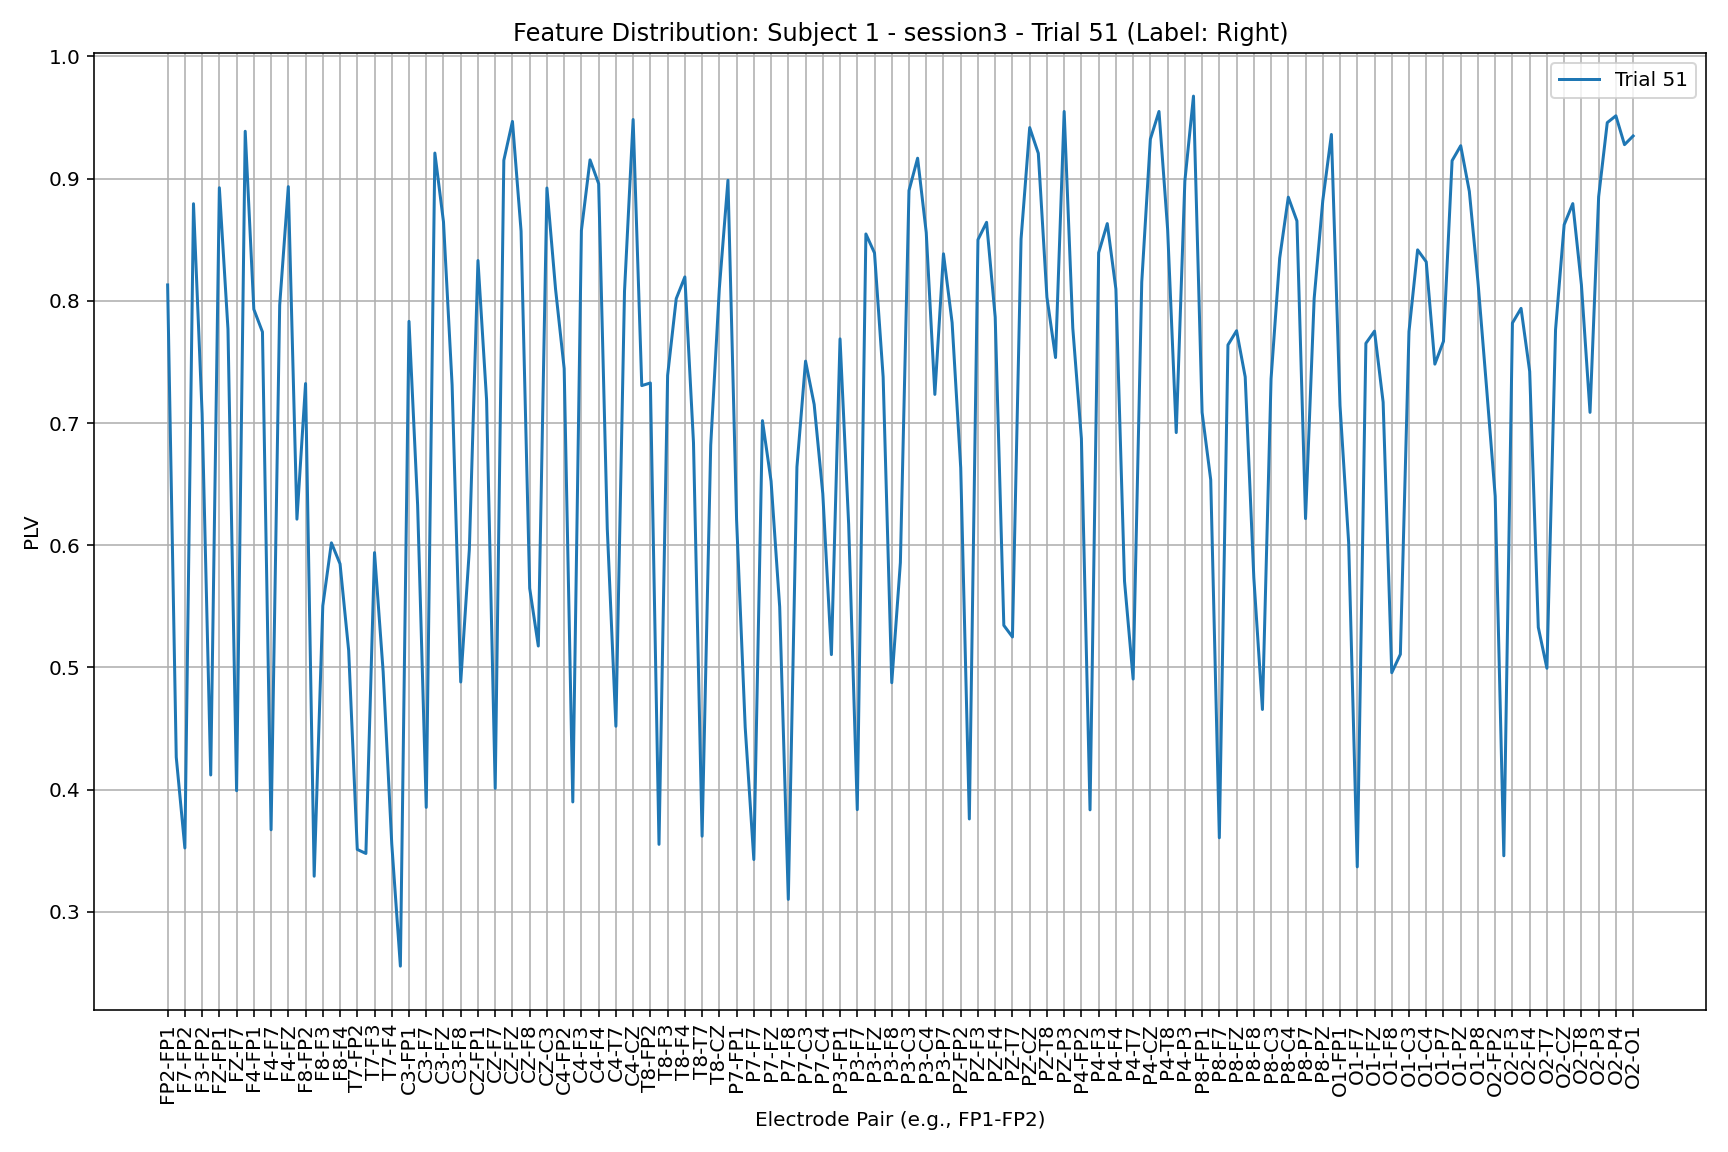 Feature Distribution: Subject 1 - session3 - Trial 51 (Label: Right)
Trial 51
1.0
0.9
0.8
0.7
0.6
0.5
0.4
0.3
PLV
FP2-FP1
F7-FP2
F3-FP2
FZ-FP1
FZ-F7
F4-FP1
F4-F7
F4-FZ
F8-FP2
F8-F3
F8-F4
T7-FP2
T7-F3
T7-F4
C3-FP1
C3-F7
C3-FZ
C3-F8
CZ-FP1
CZ-F7
CZ-FZ
CZ-F8
CZ-C3
C4-FP2
C4-F3
C4-F4
C4-T7
C4-CZ
T8-FP2
T8-F3
T8-F4
T8-T7
T8-CZ
P7-FP1
P7-F7
P7-FZ
P7-F8
P7-C3
P7-C4
P3-FP1
P3-F7
P3-FZ
P3-F8
P3-C3
P3-C4
P3-P7
PZ-FP2
PZ-F3
PZ-F4
PZ-T7
PZ-CZ
PZ-T8
PZ-P3
P4-FP2
P4-F3
P4-F4
P4-T7
P4-CZ
P4-T8
P4-P3
P8-FP1
P8-F7
P8-FZ
P8-F8
P8-C3
P8-C4
P8-P7
P8-PZ
O1-FP1
O1-F7
O1-FZ
O1-F8
O1-C3
O1-C4
O1-P7
O1-PZ
O1-P8
O2-FP2
O2-F3
O2-F4
O2-T7
O2-CZ
O2-T8
O2-P3
O2-P4
O2-O1
Electrode Pair (e.g., FP1-FP2)